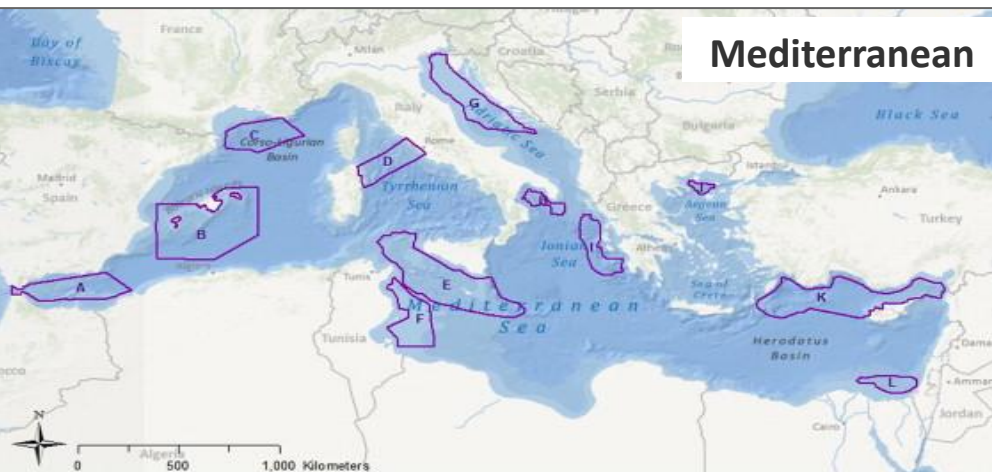 Mediterranean
Bay of
Biscay
France
Milan
Croatia
Serbia
Italy
G
Adriatic Sea
Black Sea
Bulgaria
C
Corso-Ligurian
Basin
D
Rome
Istanbul
Madrid
Spain
Tyrrhenian
Sea
Aegean
Sea
Ankara
Turkey
B
Greece
Ionian
Sea
I
Athens
A
Tunis
E
Mediterranean
Sea
F
Tunisia
Sea of
Crete
K
Herodotus
Basin
L
Cairo
Amman
Jordan
N
Algeria
0
500
1,000 Kilometers